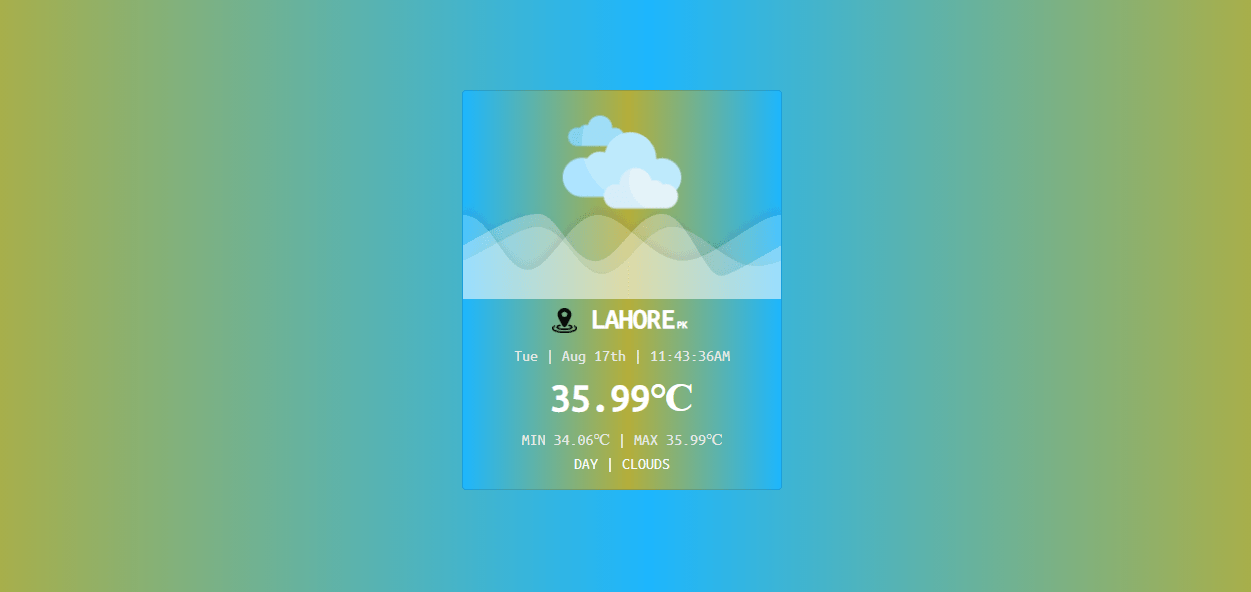 LAHORE PK
Tue | Aug 17th | 11:43:36AM
35.99℃
MIN 34.06℃ | MAX 35.99℃
DAY | CLOUDS